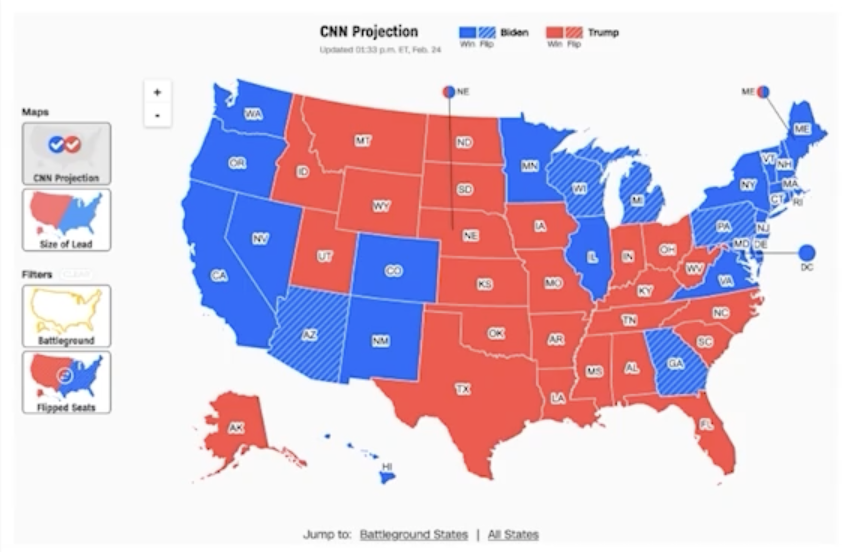 CNN Projection
Updated 01:33 p.m. ET, Feb. 24
Biden
Win Flip
Trump
Win Flip
+
-
Maps
CNN Projection
Size of Lead
Filters
CLEAR
Battleground
Flipped Seats
NE
ME
WA
MT
ND
ME
OR
ID
MN
VT
NH
WI
SD
NY
MA
WY
MI
CT
RI
IA
PA
NJ
NV
NE
OH
MD
DE
UT
IL
IN
DC
CO
WV
CA
VA
KS
MO
KY
NC
TN
AZ
OK
NM
AR
SC
GA
MS
AL
TX
LA
FL
AK
HI
Jump to: Battleground States | All States